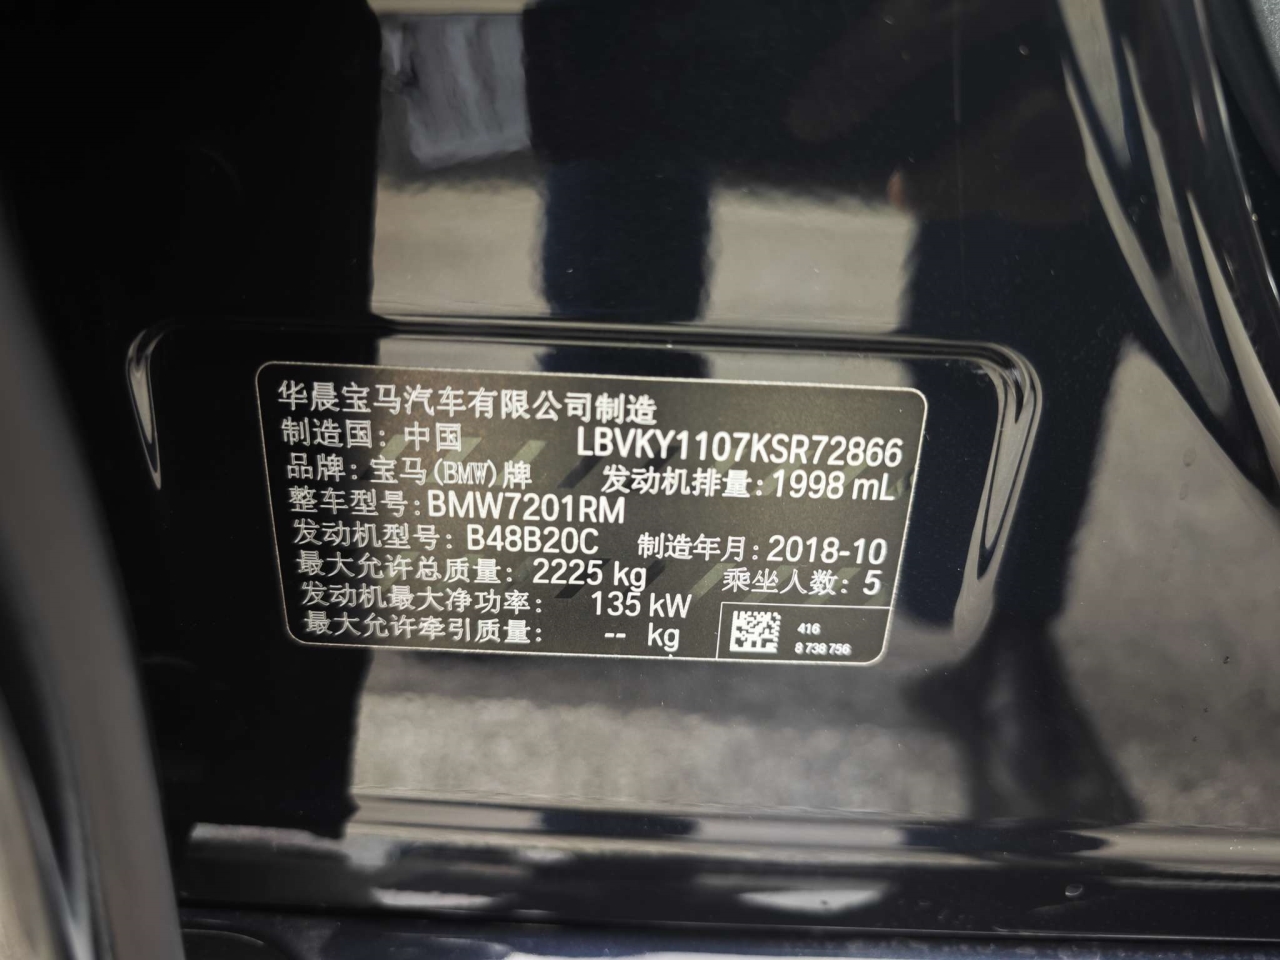 华晨宝马汽车有限公司制造
制造国：中国 LBVKY1107KSR72866
品牌：宝马(BMW)牌 发动机排量：1998 mL
整车型号：BMW7201RM
发动机型号：B48B20C 制造年月：2018-10
最大允许总质量：2225 kg 乘坐人数：5
发动机最大净功率：135 kW
最大允许牵引质量：-- kg
416
8 738 756